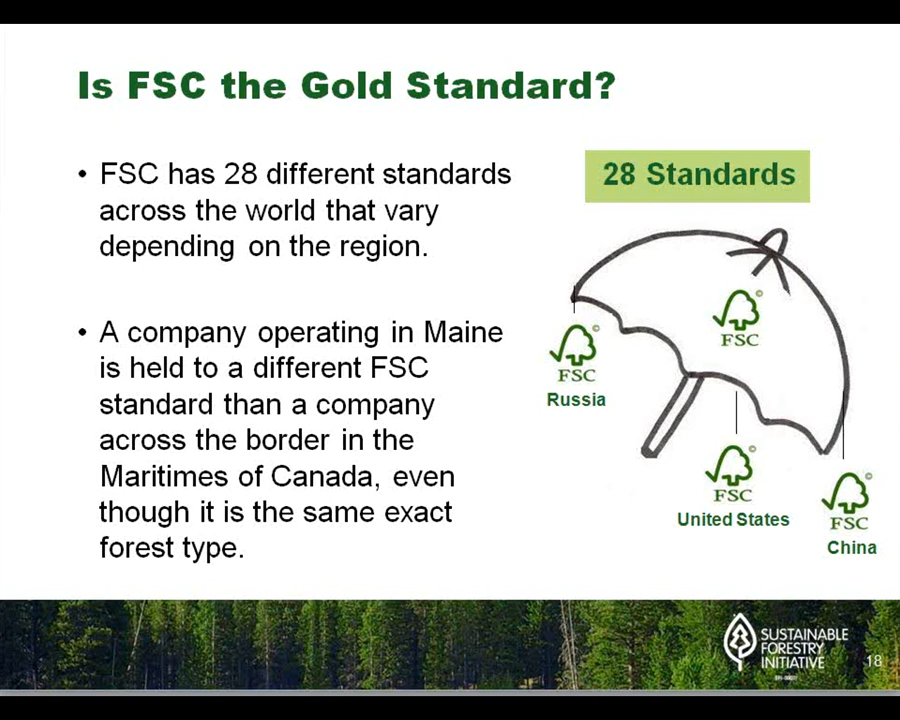 Is FSC the Gold Standard?
• FSC has 28 different standards
across the world that vary
depending on the region.
• A company operating in Maine
is held to a different FSC
standard than a company
across the border in the
Maritimes of Canada, even
though it is the same exact
forest type.
28 Standards
©
FSC
©
FSC
Russia
©
FSC
United States
©
FSC
China
SUSTAINABLE
FORESTRY
INITIATIVE
18